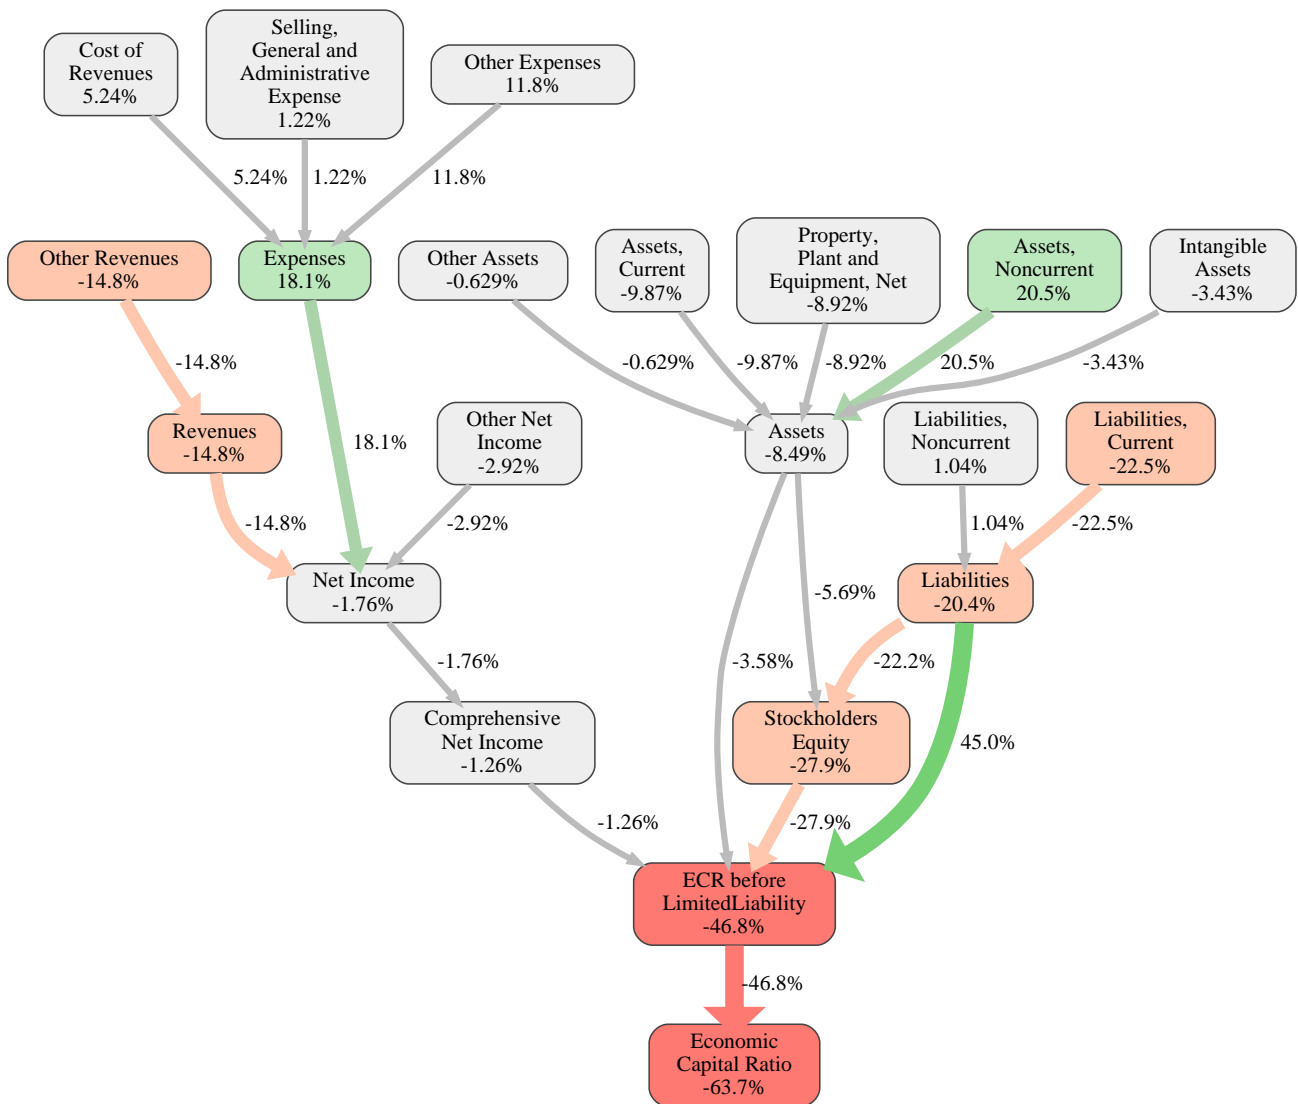 Cost of
Revenues
5.24%
Selling,
General and
Administrative
Expense
1.22%
Other Expenses
11.8%
5.24%
1.22%
11.8%
Other Revenues
-14.8%
Expenses
18.1%
Other Assets
-0.629%
Assets,
Current
-9.87%
Property,
Plant and
Equipment, Net
-8.92%
Assets,
Noncurrent
20.5%
Intangible
Assets
-3.43%
-14.8%
-0.629%
-9.87%
-8.92%
20.5%
-3.43%
Revenues
-14.8%
18.1%
Other Net
Income
-2.92%
Assets
-8.49%
Liabilities,
Noncurrent
1.04%
Liabilities,
Current
-22.5%
-14.8%
-2.92%
1.04%
-22.5%
Net Income
-1.76%
-5.69%
Liabilities
-20.4%
-1.76%
-3.58%
-22.2%
Comprehensive
Net Income
-1.26%
Stockholders
Equity
-27.9%
45.0%
-1.26%
-27.9%
ECR before
LimitedLiability
-46.8%
-46.8%
Economic
Capital Ratio
-63.7%